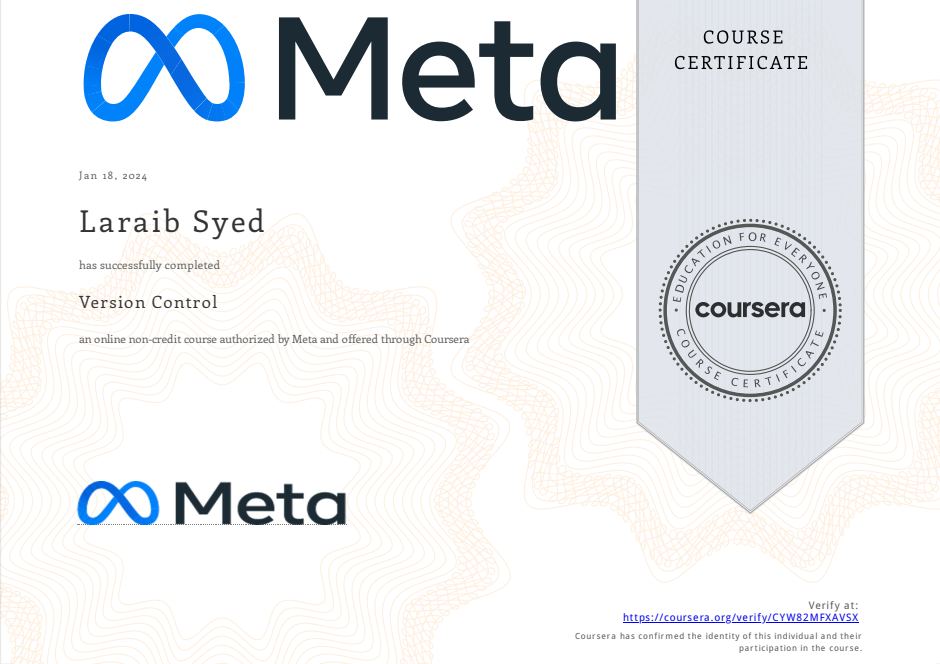 Meta
COURSE
CERTIFICATE
Jan 18, 2024
Laraib Syed
has successfully completed
Version Control
an online non-credit course authorized by Meta and offered through Coursera
EDUCATION FOR EVERYONE
coursera
COURSE CERTIFICATE
Meta
Verify at:
https://coursera.org/verify/CYW82MFXAVSX
Coursera has confirmed the identity of this individual and their
participation in the course.